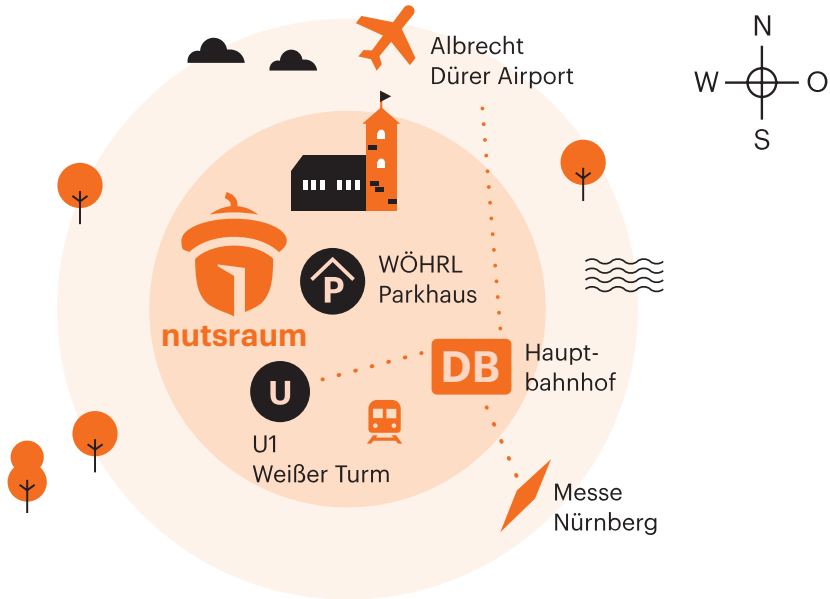 Albrecht
Dürer Airport
N
W
O
S
WÖHRL
Parkhaus
P
nutsraum
DB
Haupt-
bahnhof
U
U1
Weißer Turm
Messe
Nürnberg